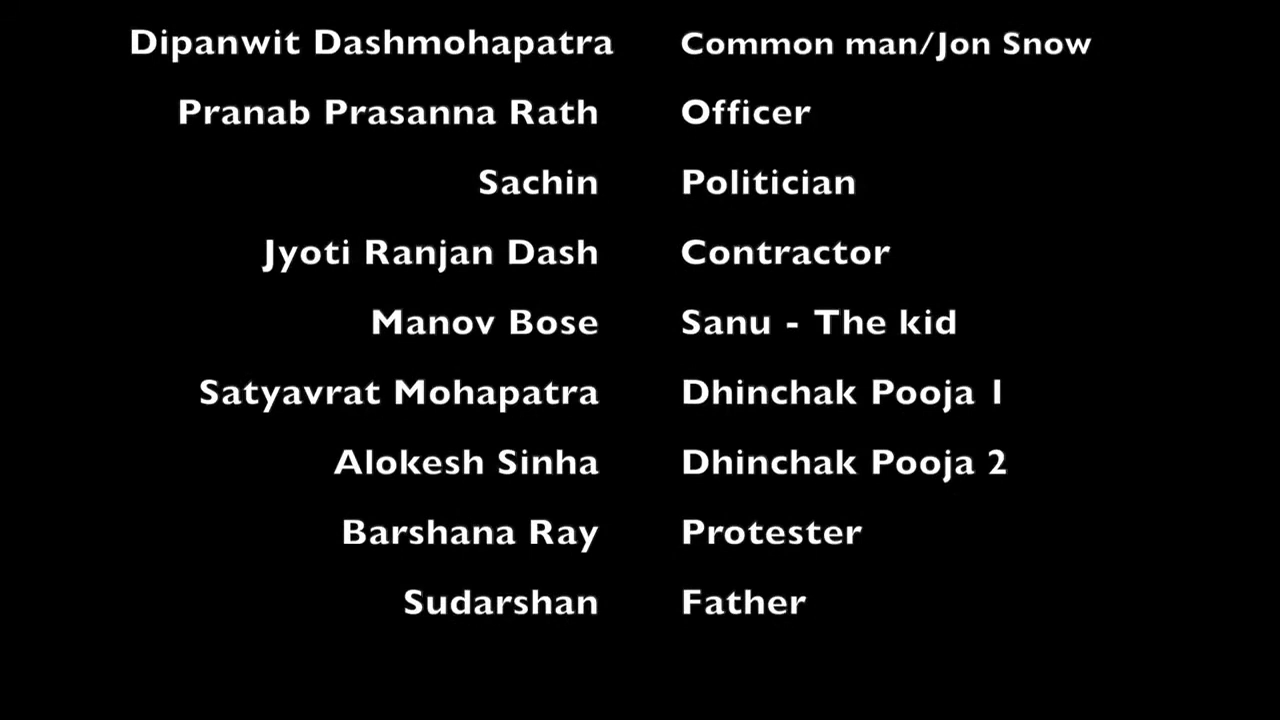 Dipanwit Dashmohapatra Common man/Jon Snow
Pranab Prasanna Rath Officer
Sachin Politician
Jyoti Ranjan Dash Contractor
Manov Bose Sanu - The kid
Satyavrat Mohapatra Dhinchak Pooja 1
Alokesh Sinha Dhinchak Pooja 2
Barshana Ray Protester
Sudarshan Father